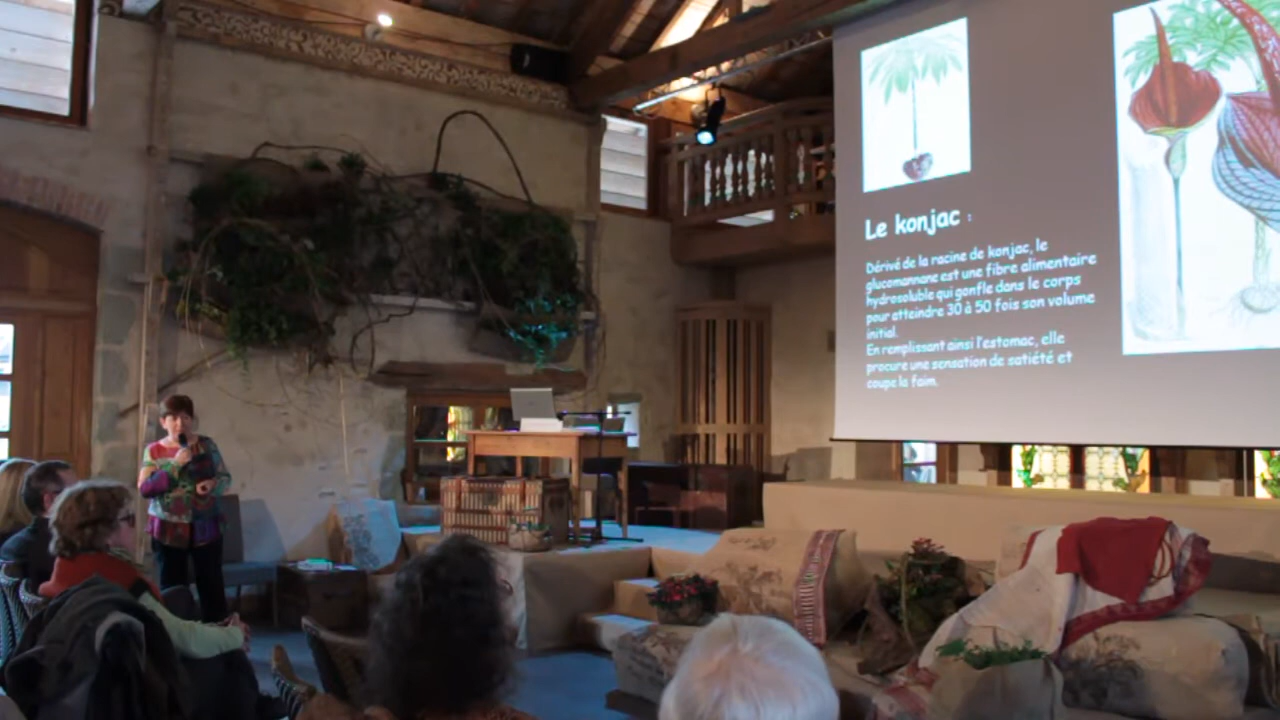 Le konjac :
Dérivé de la racine de konjac, le
glucomannane est une fibre alimentaire
hydrosoluble qui gonfle dans le corps
pour etteindre 30 à 50 fois son volume
initial.
En remplissant ainsi l'estomac, elle
procure une sensation de satiété et
coupe la faim.